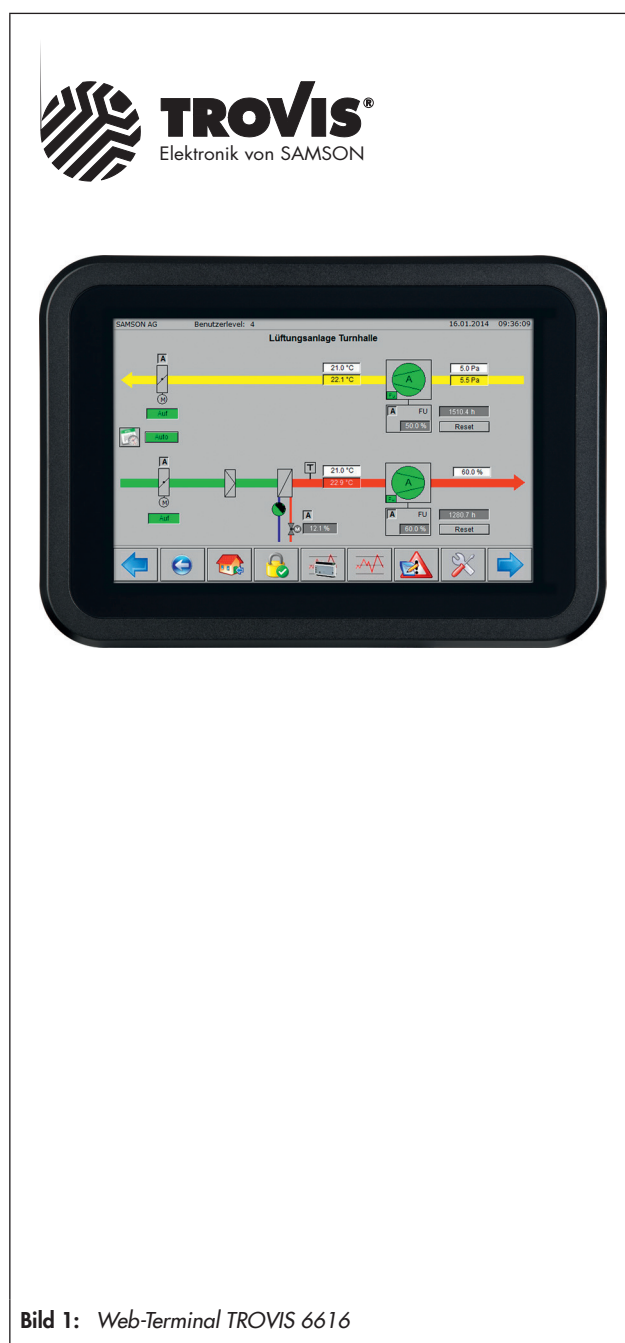 TROVIS®
Elektronik von SAMSON
SAMSON AG Benutzerlevel: 4 16.01.2014 09:36:09
Lüftungsanlage Turnhalle
A
21.0 °C 5.0 Pa
22.1 °C A 5.5 Pa
M
Auf A FU 1510.4 h
Auto 50.0 % Reset
A T 21.0 °C 60.0 %
22.9 °C A
M
Auf A A FU 1280.7 h
M 12.1 % 60.0 % Reset
Bild 1: Web-Terminal TROVIS 6616